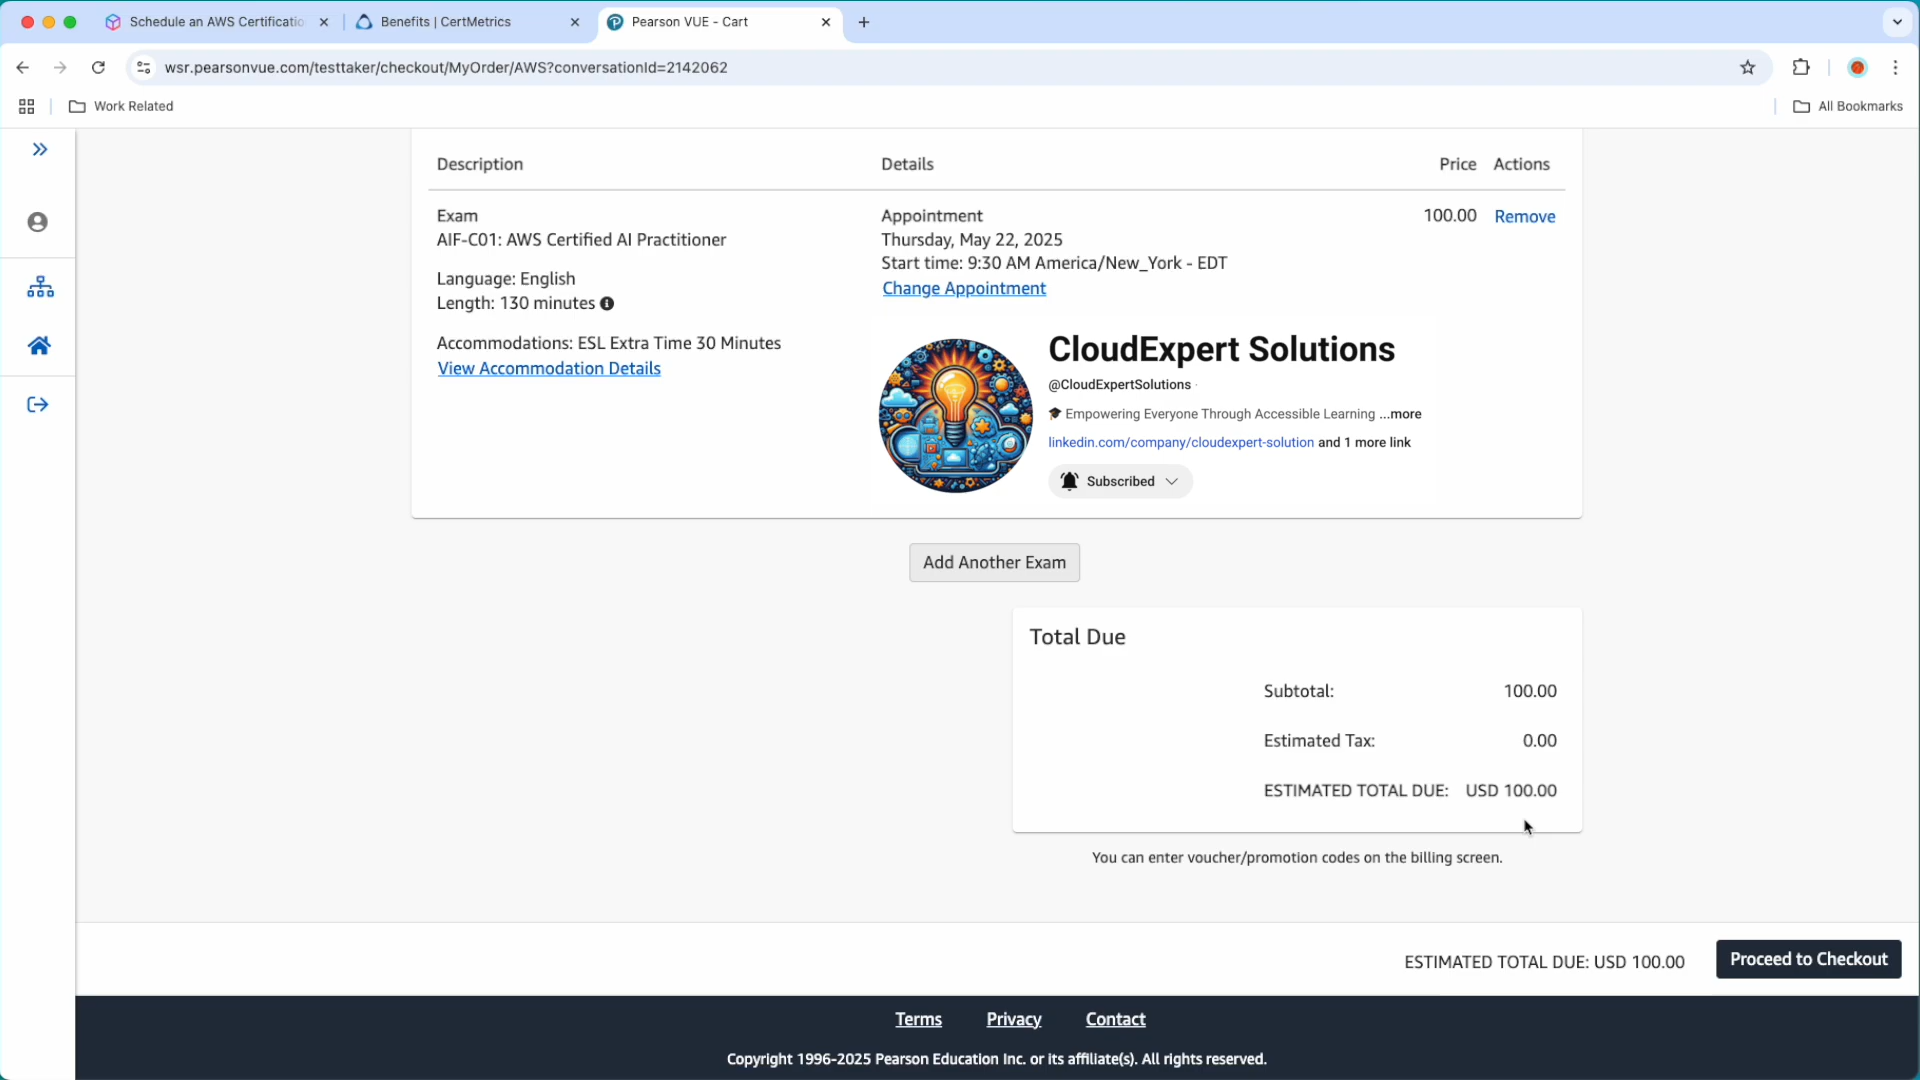 Schedule an AWS Certificatio
Benefits | CertMetrics
Pearson VUE - Cart
wsr.pearsonvue.com/testtaker/checkout/MyOrder/AWS?conversationId=2142062
Work Related
All Bookmarks
Description Details Price Actions
Exam
AIF-C01: AWS Certified AI Practitioner
Language: English
Length: 130 minutes
Accommodations: ESL Extra Time 30 Minutes
View Accommodation Details
Appointment
Thursday, May 22, 2025
Start time: 9:30 AM America/New_York - EDT
Change Appointment
100.00 Remove
CloudExpert Solutions
@CloudExpertSolutions ·
Empowering Everyone Through Accessible Learning ...more
linkedin.com/company/cloudexpert-solution and 1 more link
Subscribed
Add Another Exam
Total Due
Subtotal: 100.00
Estimated Tax: 0.00
ESTIMATED TOTAL DUE: USD 100.00
You can enter voucher/promotion codes on the billing screen.
ESTIMATED TOTAL DUE: USD 100.00
Proceed to Checkout
Terms Privacy Contact
Copyright 1996-2025 Pearson Education Inc. or its affiliate(s). All rights reserved.